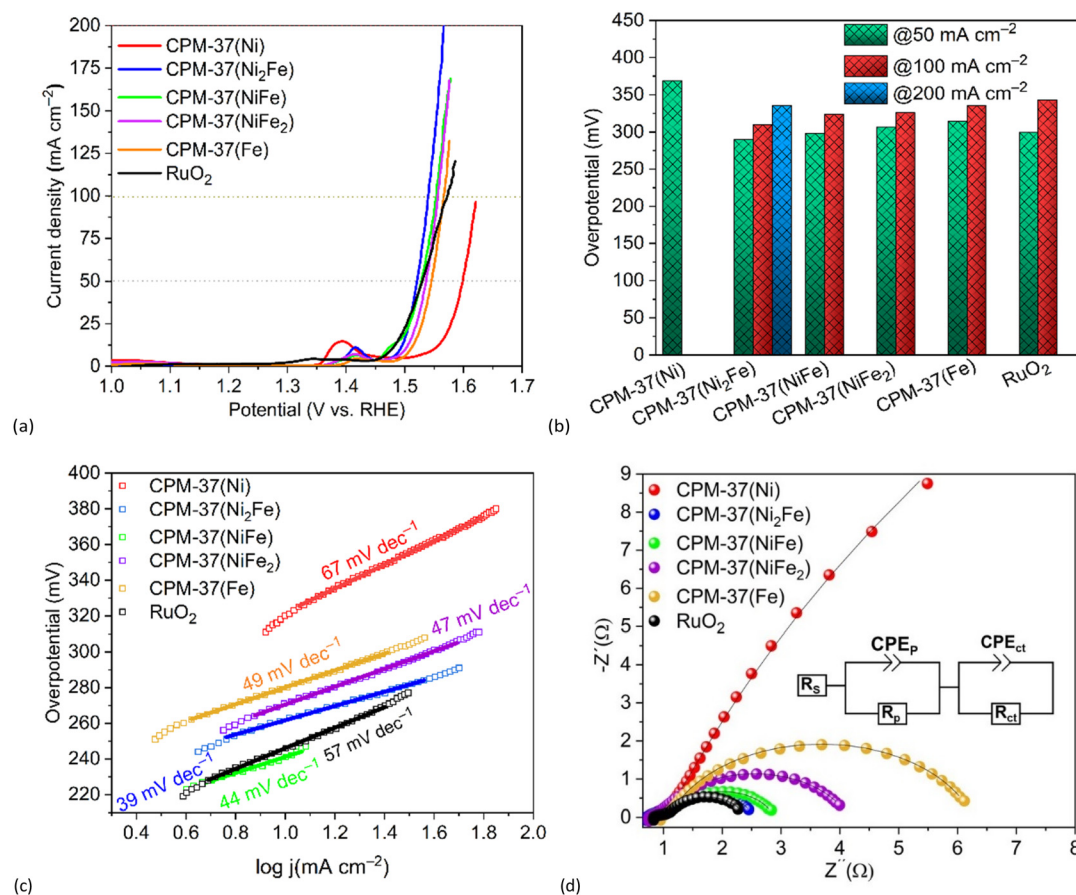 200
175
150
125
100
75
50
25
0
Current density (mA cm⁻²)
CPM-37(Ni)
CPM-37(Ni₂Fe)
CPM-37(NiFe)
CPM-37(NiFe₂)
CPM-37(Fe)
RuO₂
1.0 1.1 1.2 1.3 1.4 1.5 1.6 1.7
Potential (V vs. RHE)
(a)
450
400
350
300
250
200
150
100
50
0
Overpotential (mV)
@50 mA cm⁻²
@100 mA cm⁻²
@200 mA cm⁻²
CPM-37(Ni)
CPM-37(Ni₂Fe)
CPM-37(NiFe)
CPM-37(NiFe₂)
CPM-37(Fe)
RuO₂
(b)
400
380
360
340
320
300
280
260
240
220
Overpotential (mV)
CPM-37(Ni)
CPM-37(Ni₂Fe)
CPM-37(NiFe)
CPM-37(NiFe₂)
CPM-37(Fe)
RuO₂
67 mV dec⁻¹
47 mV dec⁻¹
49 mV dec⁻¹
57 mV dec⁻¹
39 mV dec⁻¹
44 mV dec⁻¹
0.4 0.6 0.8 1.0 1.2 1.4 1.6 1.8 2.0
log j(mA cm⁻²)
(c)
9
8
7
6
5
4
3
2
1
0
-Z′(Ω)
CPM-37(Ni)
CPM-37(Ni₂Fe)
CPM-37(NiFe)
CPM-37(NiFe₂)
CPM-37(Fe)
RuO₂
CPE_P
CPE_ct
R_S
R_p
R_ct
1 2 3 4 5 6 7 8
Z″(Ω)
(d)